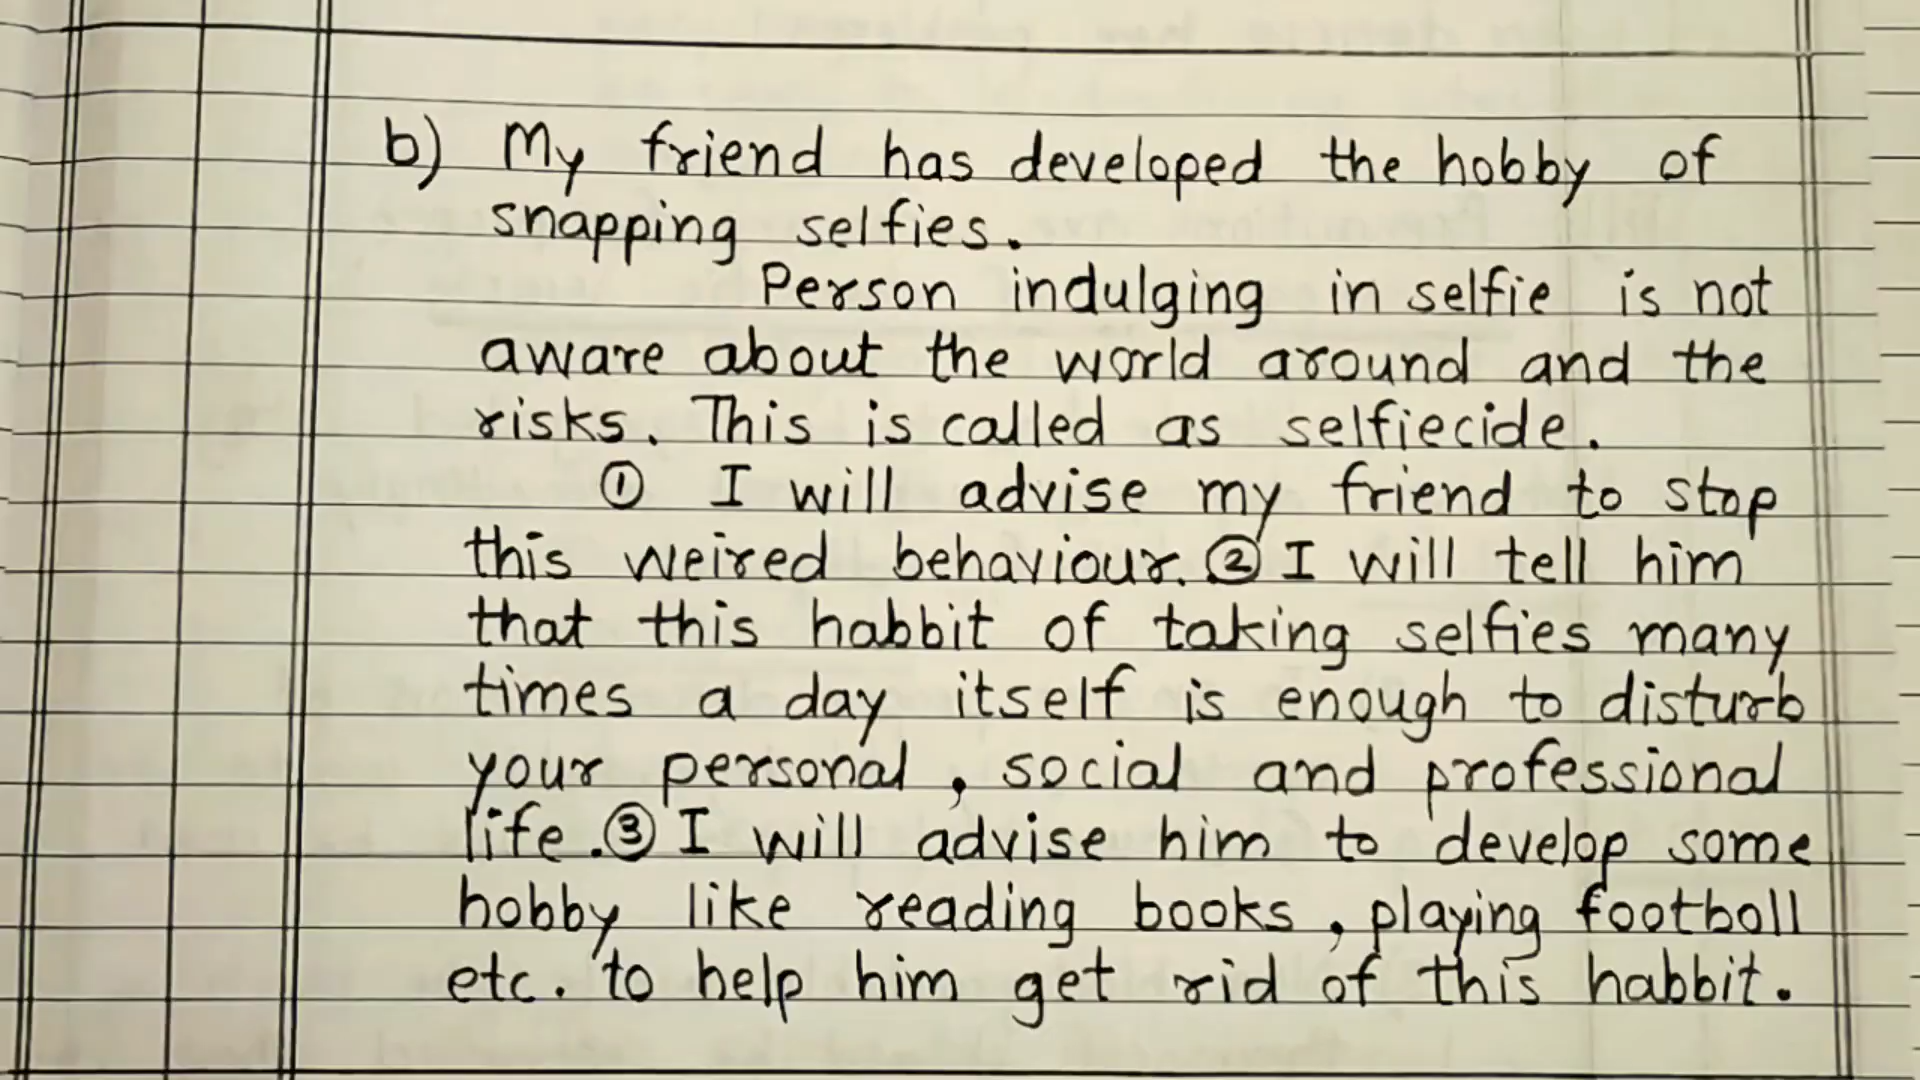 b) My friend has developed the hobby of
snapping selfies.
Person indulging in selfie is not
aware about the world around and the
risks. This is called as selfiecide.
① I will advise my friend to stop
this weired behaviour. ② I will tell him
that this habbit of taking selfies many
times a day itself is enough to disturb
your personal, social and professional
life. ③ I will advise him to develop some
hobby like reading books, playing football
etc. to help him get rid of this habbit.